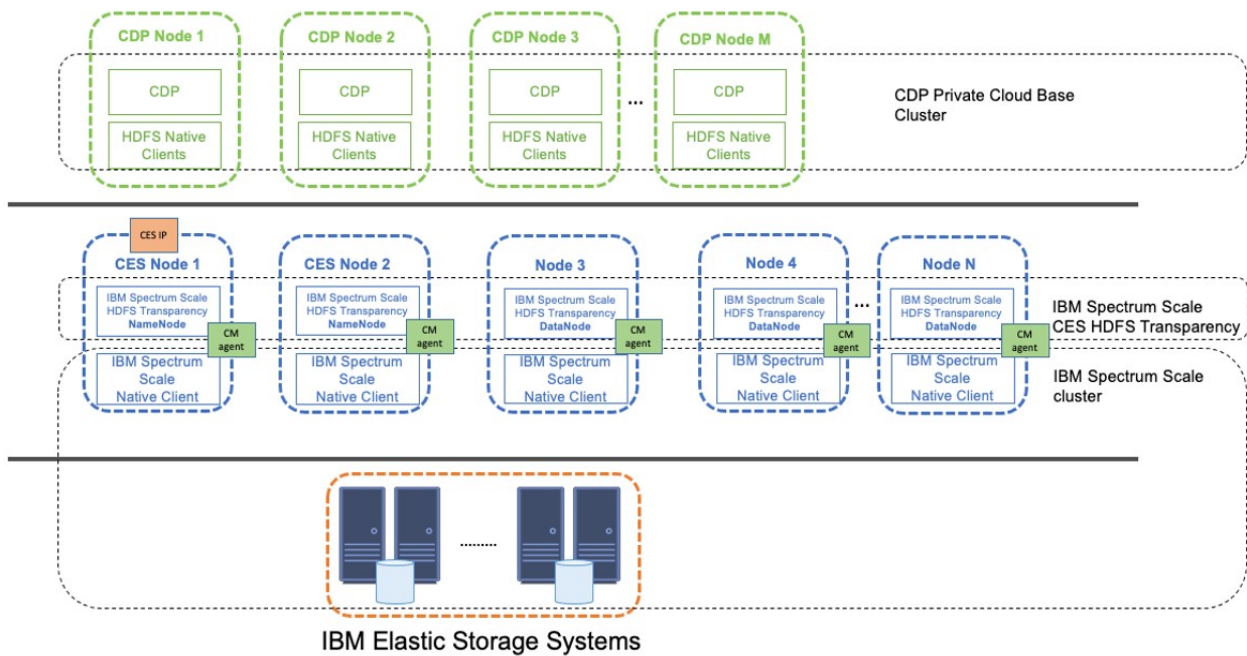 CDP Node 1
CDP Node 2
CDP Node 3
CDP Node M
CDP
CDP
CDP
CDP
...
HDFS Native
Clients
HDFS Native
Clients
HDFS Native
Clients
HDFS Native
Clients
CDP Private Cloud Base
Cluster
CES IP
CES Node 1
CES Node 2
Node 3
Node 4
Node N
IBM Spectrum Scale
HDFS Transparency
NameNode
IBM Spectrum Scale
HDFS Transparency
NameNode
IBM Spectrum Scale
HDFS Transparency
DataNode
IBM Spectrum Scale
HDFS Transparency
DataNode
...
IBM Spectrum Scale
HDFS Transparency
DataNode
IBM Spectrum Scale
CES HDFS Transparency
CM
agent
CM
agent
CM
agent
CM
agent
CM
agent
IBM Spectrum
Scale
Native Client
IBM Spectrum
Scale
Native Client
IBM Spectrum
Scale
Native Client
IBM Spectrum
Scale
Native Client
IBM Spectrum
Scale
Native Client
IBM Spectrum Scale
cluster
.........
IBM Elastic Storage Systems